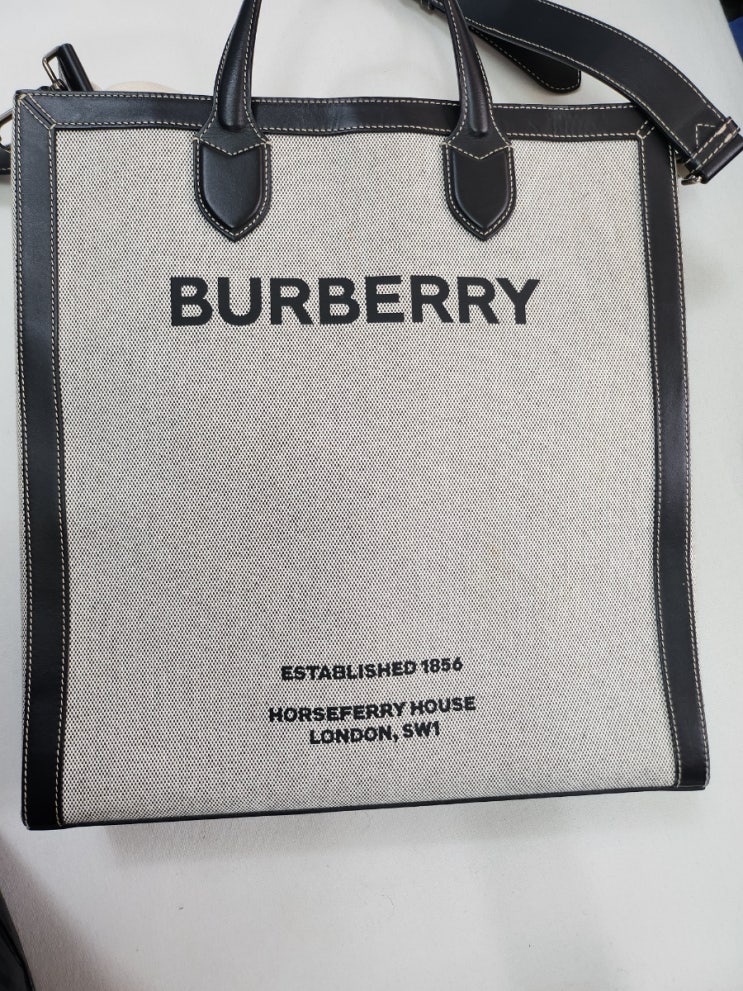 BURBERRY
ESTABLISHED 1856
HORSEFERRY HOUSE
LONDON, SW1